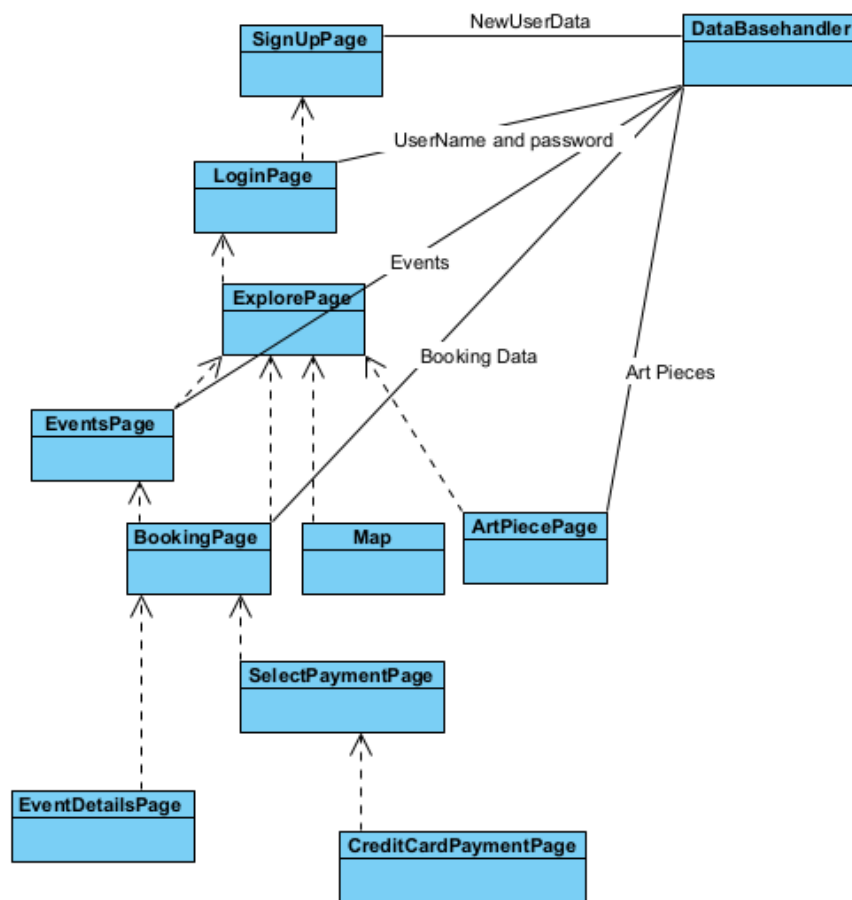 NewUserData
SignUpPage
DataBasehandler
UserName and password
LoginPage
Events
ExplorePage
Booking Data
Art Pieces
EventsPage
BookingPage
Map
ArtPiecePage
SelectPaymentPage
EventDetailsPage
CreditCardPaymentPage